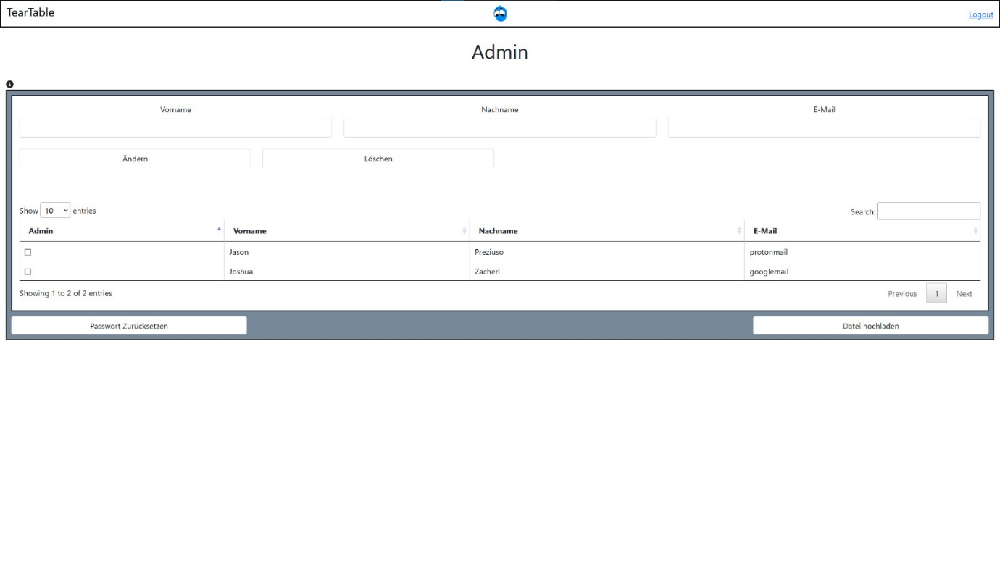 TearTable
Logout
Admin
Vorname Nachname E-Mail
Ändern Löschen
Show 10 entries Search:
Admin Vorname Nachname E-Mail
Jason Preziuso protonmail
Joshua Zacherl googlemail
Showing 1 to 2 of 2 entries Previous 1 Next
Passwort Zurücksetzen Datei hochladen